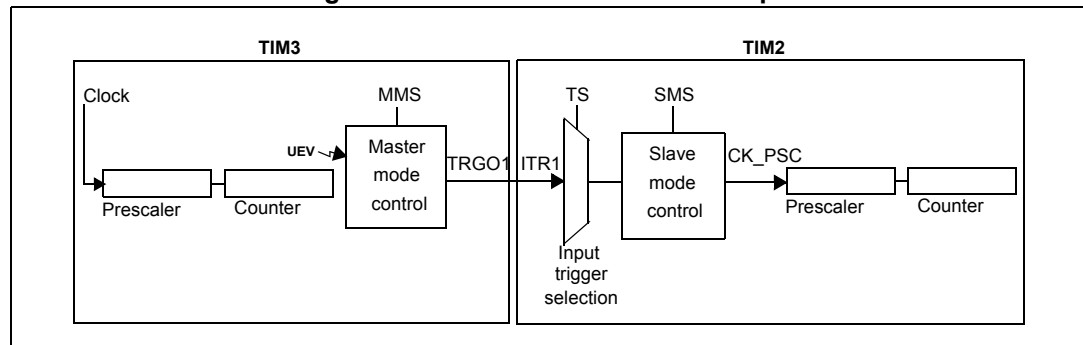 TIM3
TIM2
Clock
MMS
TS
SMS
UEV
Master
mode
control
TRGO1
ITR1
Slave
mode
control
CK_PSC
Prescaler
Counter
Prescaler
Counter
Input
trigger
selection